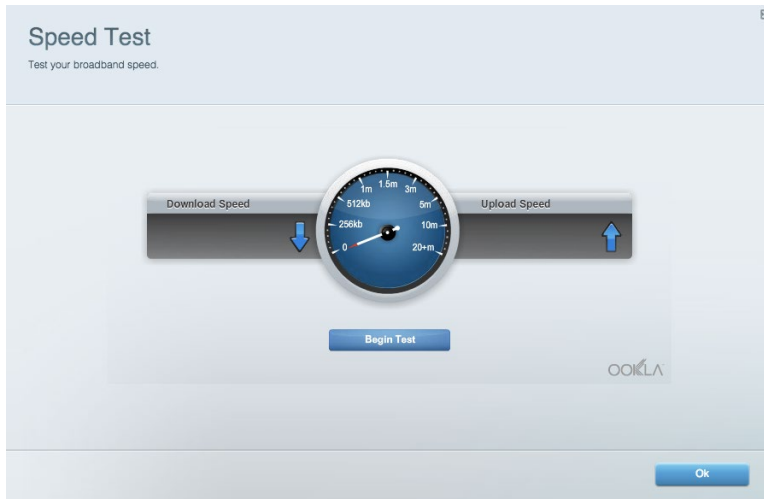 Speed Test
Test your broadband speed.
Download Speed
Upload Speed
0
256kb
512kb
1m
1.5m
3m
5m
10m
20+m
Begin Test
OOKLA
Ok